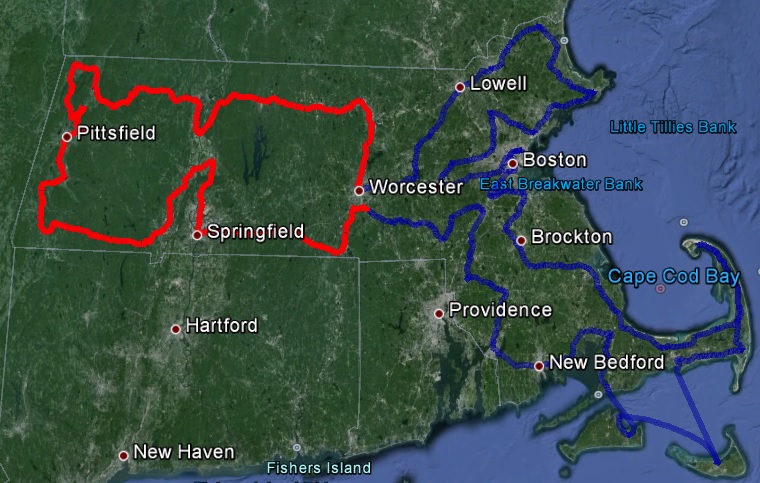 Lowell
Little Tillies Bank
Pittsfield
Boston
East Breakwater Bank
Worcester
Springfield
Brockton
Cape Cod Bay
Providence
Hartford
New Bedford
New Haven
Fishers Island